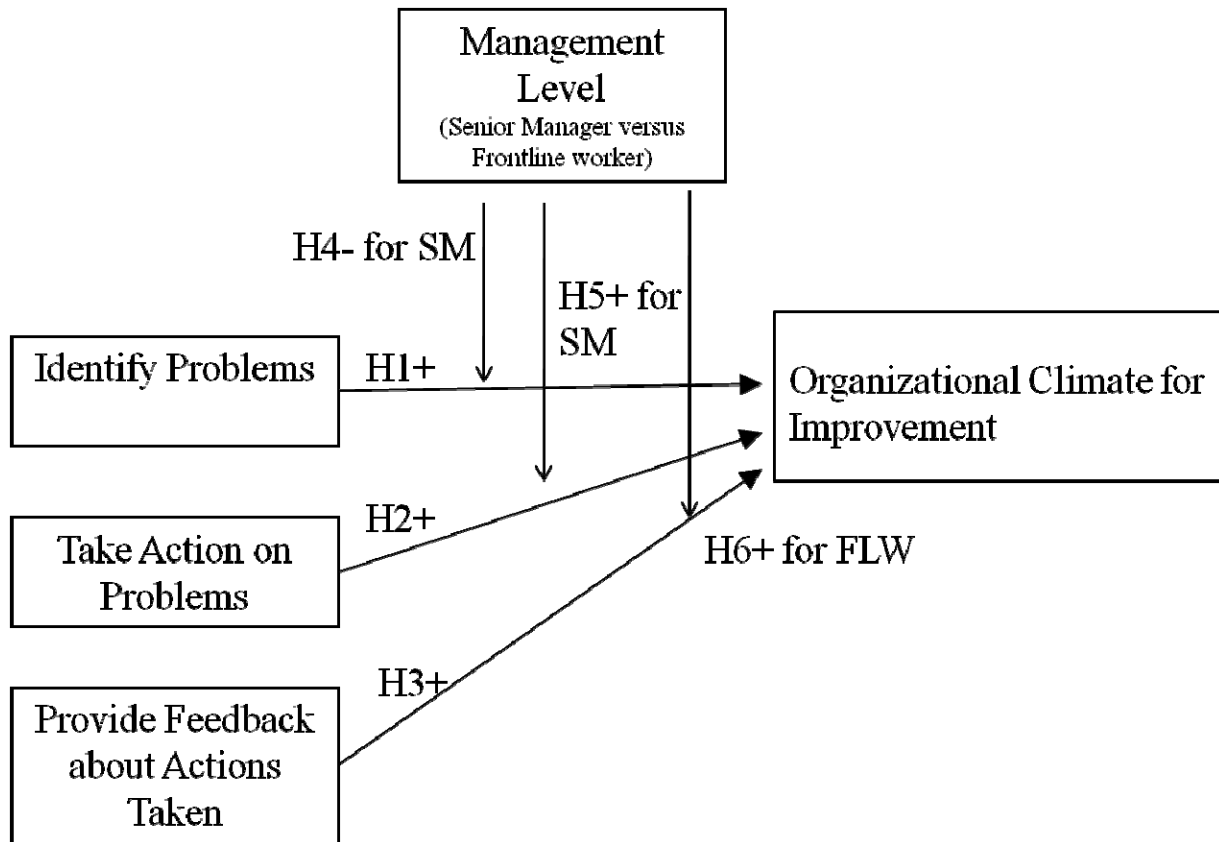 Management
Level
(Senior Manager versus
Frontline worker)
H4- for SM
H5+ for
SM
Identify Problems
H1+
Organizational Climate for
Improvement
Take Action on
Problems
H2+
H6+ for FLW
Provide Feedback
about Actions
Taken
H3+